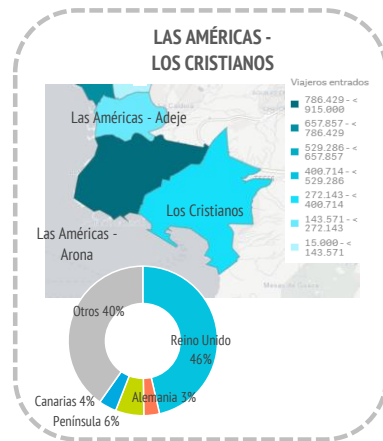 LAS AMÉRICAS -
LOS CRISTIANOS
Viajeros entrados
786.429 - <
915.000
657.857 - <
786.429
529.286 - <
657.857
400.714 - <
529.286
272.143 - <
400.714
143.571 - <
272.143
15.000 - <
143.571
Las Américas - Adeje
Los Cristianos
Las Américas -
Arona
Otros 40%
Reino Unido
46%
Canarias 4%
Alemania 3%
Península 6%